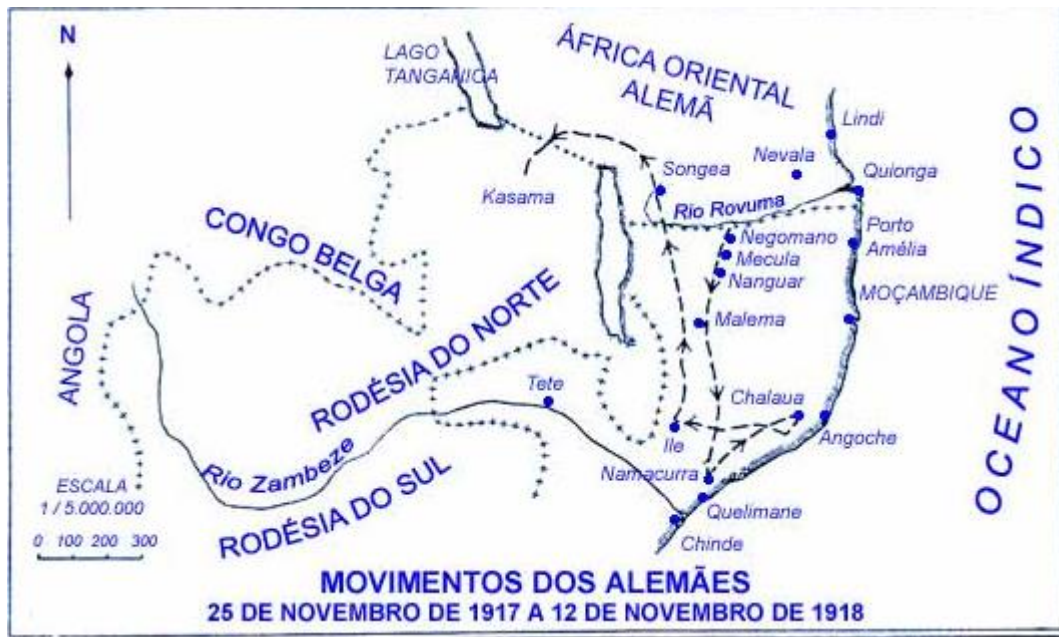 N
LAGO
TANGANICA
ÁFRICA ORIENTAL
ALEMÃ
Lindi
Nevala
Songea
Quionga
Kasama
Rio Rovuma
Porto
Amélia
Negomano
Mecula
Nanguar
MOÇAMBIQUE
Malema
CONGO BELGA
ANGOLA
RODÉSIA DO NORTE
OCEANO ÍNDICO
Tete
Chalaua
Ile
Angoche
Namacurra
Rio Zambeze
RODÉSIA DO SUL
Quelimane
Chinde
ESCALA
1 / 5.000.000
0 100 200 300
MOVIMENTOS DOS ALEMÃES
25 DE NOVEMBRO DE 1917 A 12 DE NOVEMBRO DE 1918